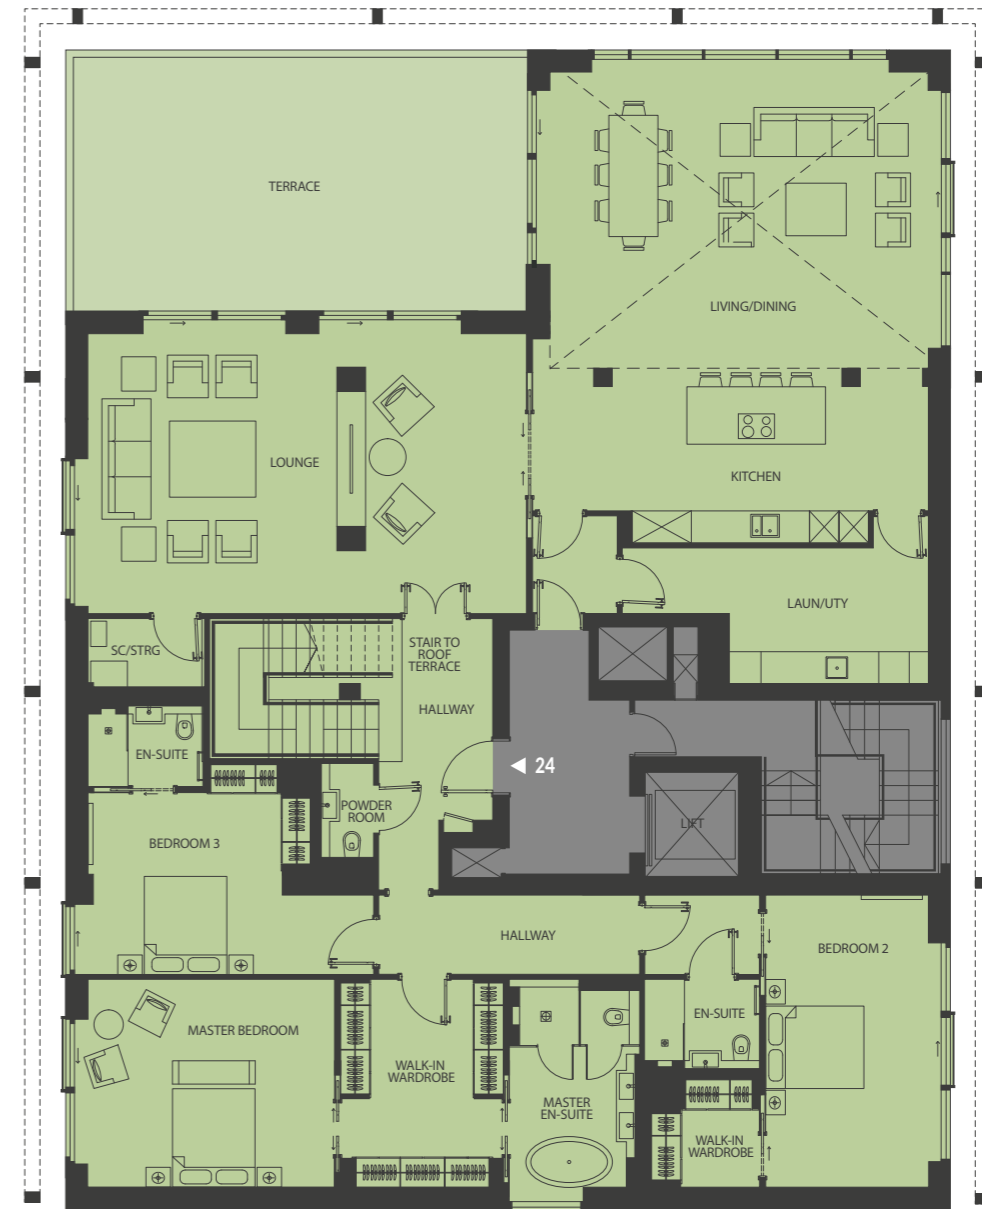 TERRACE
LIVING/DINING
LOUNGE
KITCHEN
LAUN/UTY
SC/STRG
STAIR TO
ROOF
TERRACE
HALLWAY
EN-SUITE
24
POWDER
ROOM
LIFT
BEDROOM 3
HALLWAY
BEDROOM 2
EN-SUITE
MASTER BEDROOM
WALK-IN
WARDROBE
MASTER
EN-SUITE
WALK-IN
WARDROBE